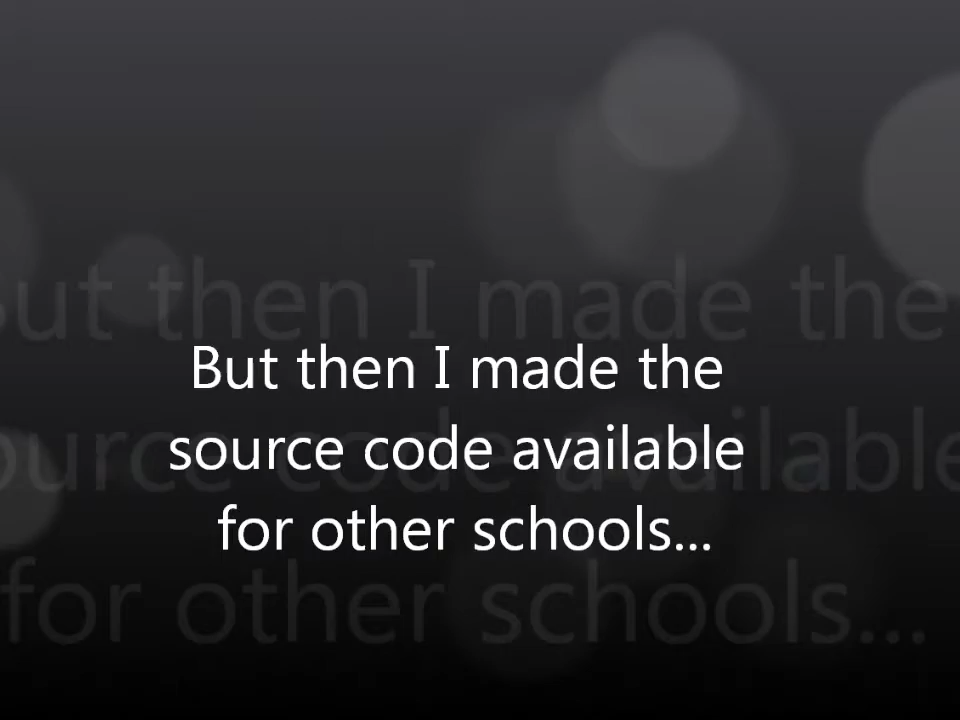 But then I made the
source code available
for other schools...